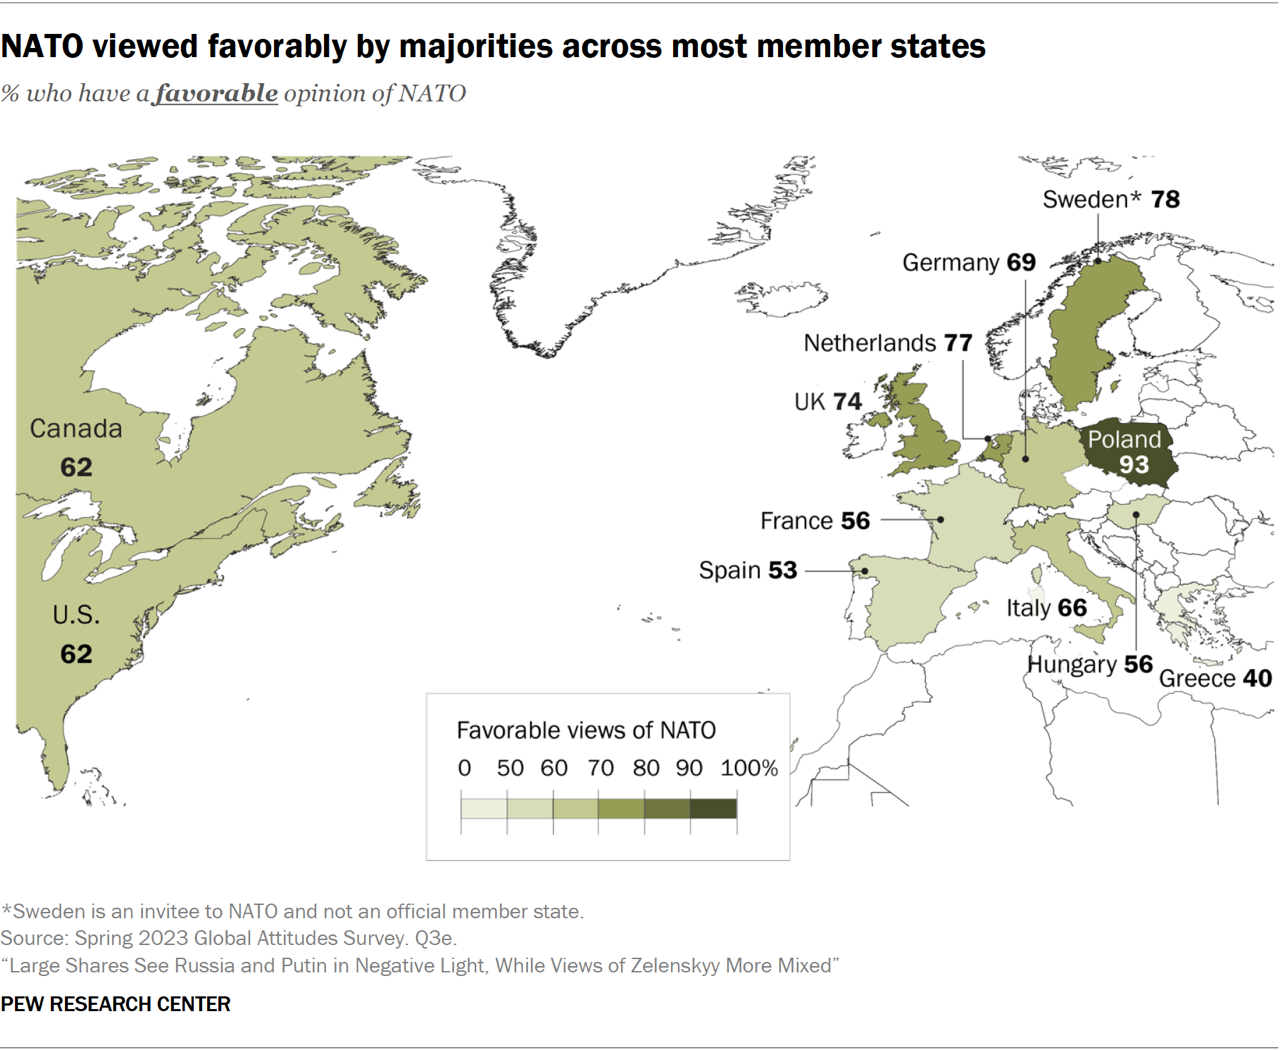 NATO viewed favorably by majorities across most member states
% who have a favorable opinion of NATO
Sweden* 78
Germany 69
Netherlands 77
UK 74
Canada
62
Poland
93
France 56
Spain 53
U.S.
62
Italy 66
Hungary 56
Greece 40
Favorable views of NATO
0 50 60 70 80 90 100%
*Sweden is an invitee to NATO and not an official member state.
Source: Spring 2023 Global Attitudes Survey. Q3e.
“Large Shares See Russia and Putin in Negative Light, While Views of Zelenskyy More Mixed”
PEW RESEARCH CENTER